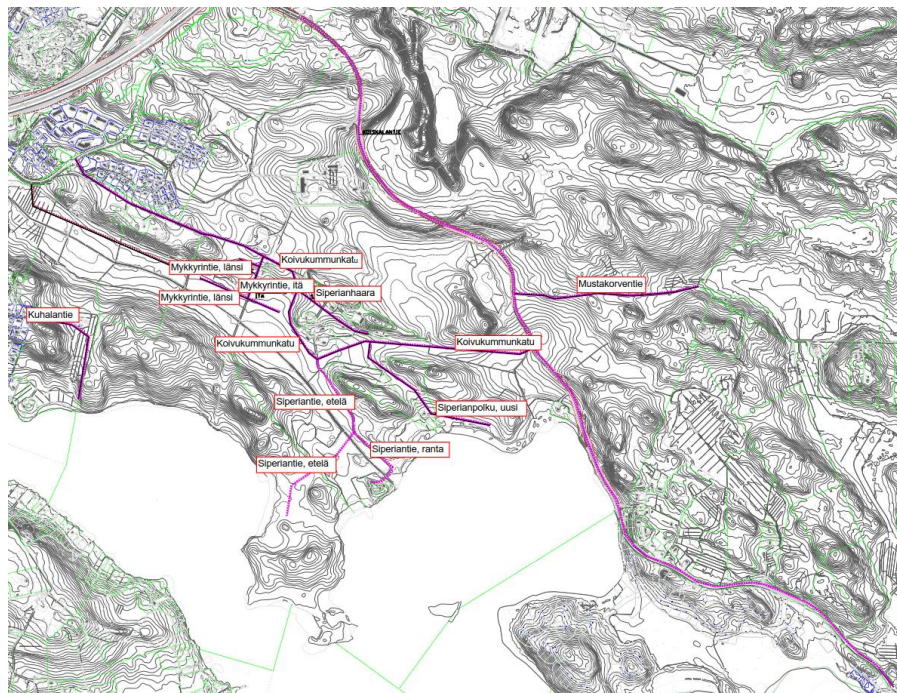 KOISKALANTIE
Koivukummunkatu
Mykkyrintie, länsi
Mykkyrintie, itä
Siperianhaara
Mykkyrintie, länsi
Mustakorventie
Kuhalantie
Koivukummunkatu
Koivukummunkatu
Siperiantie, etelä
Siperianpolku, uusi
Siperiantie, ranta
Siperiantie, etelä